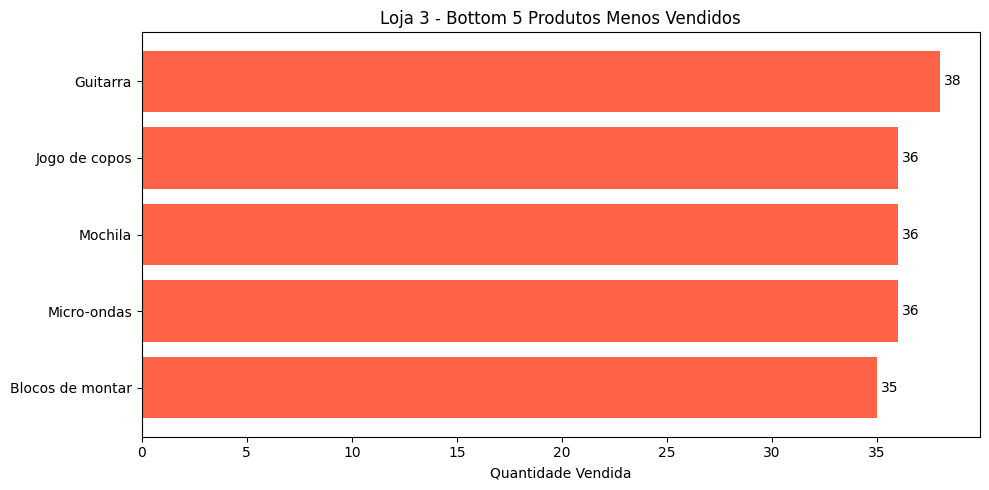 Loja 3 - Bottom 5 Produtos Menos Vendidos
Guitarra
38
Jogo de copos
36
Mochila
36
Micro-ondas
36
Blocos de montar
35
0 5 10 15 20 25 30 35
Quantidade Vendida